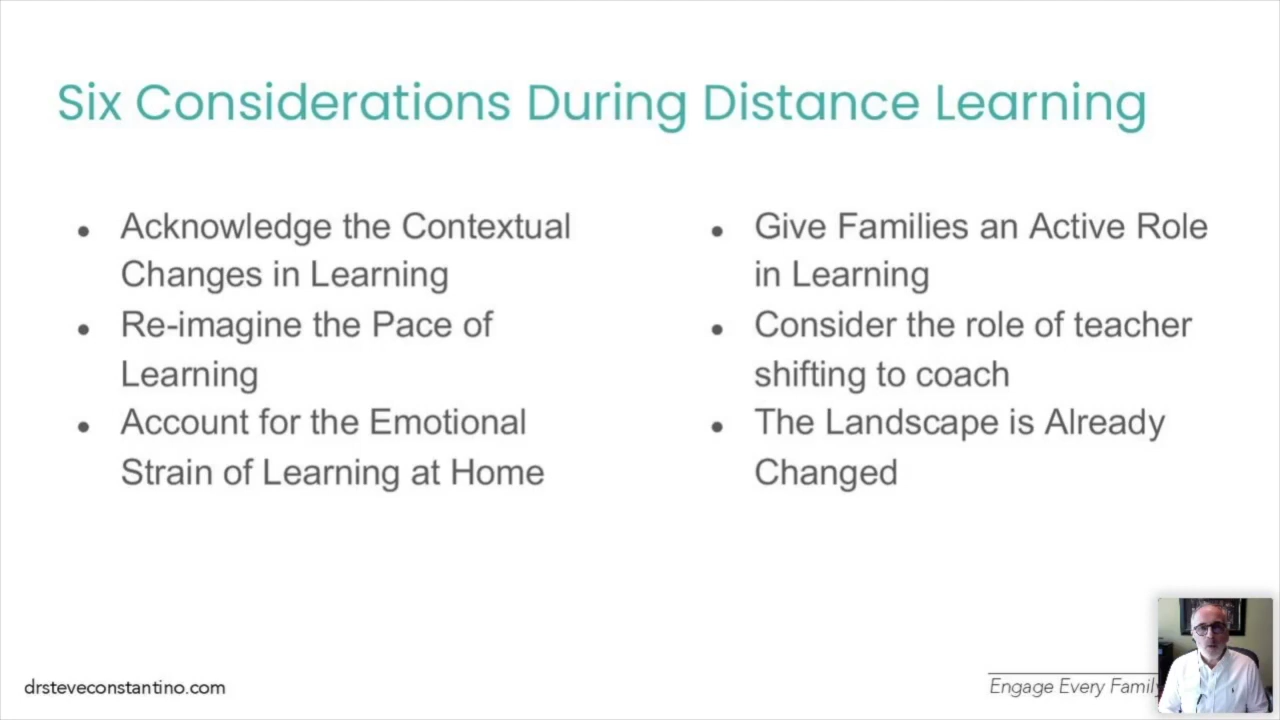 Six Considerations During Distance Learning
Acknowledge the Contextual
Changes in Learning
Re-imagine the Pace of
Learning
Account for the Emotional
Strain of Learning at Home
Give Families an Active Role
in Learning
Consider the role of teacher
shifting to coach
The Landscape is Already
Changed
drsteveconstantino.com
Engage Every Family